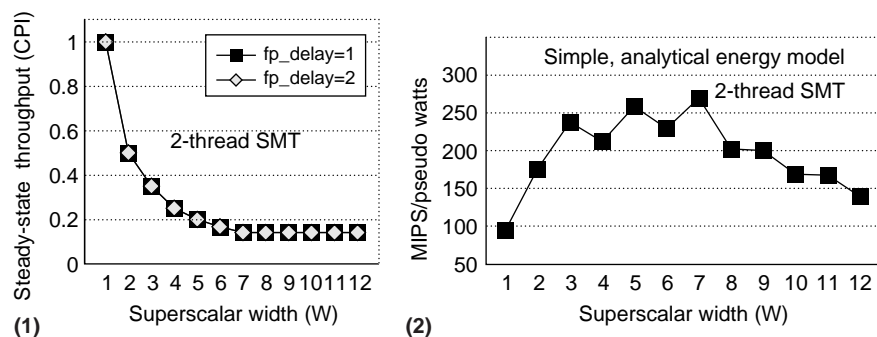 Steady-state throughput (CPI)
1
0.8
0.6
0.4
0.2
0
fp_delay=1
fp_delay=2
2-thread SMT
1 2 3 4 5 6 7 8 9 10 11 12
Superscalar width (W)
(1)
MIPS/pseudo watts
300
250
200
150
100
50
Simple, analytical energy model
2-thread SMT
1 2 3 4 5 6 7 8 9 10 11 12
Superscalar width (W)
(2)